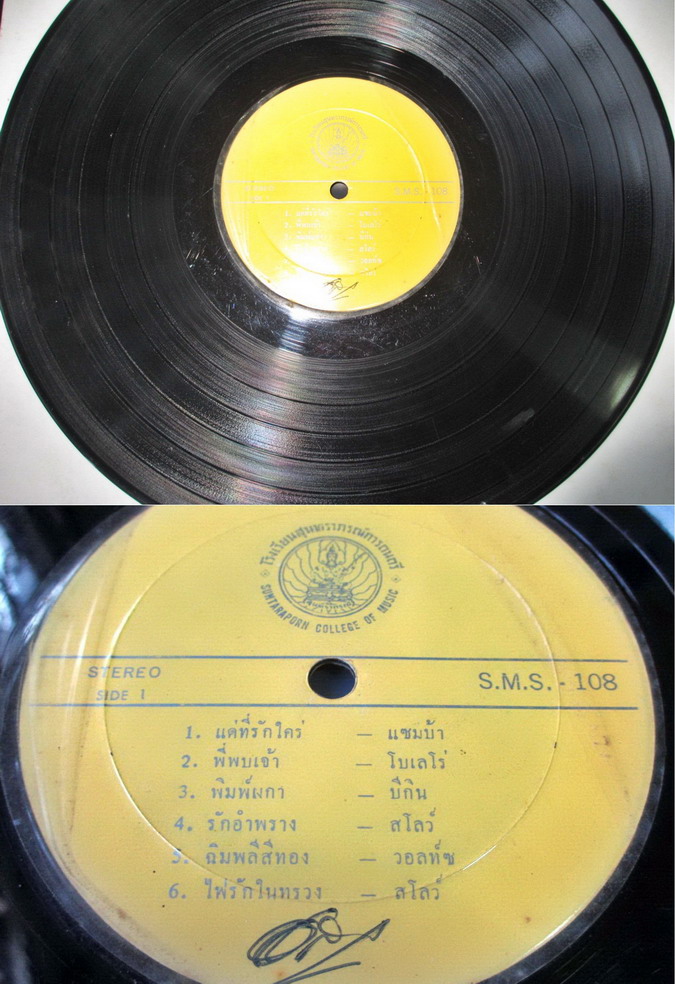 S.M.S. - 108
โรงเรียนสุนทราภรณ์การดนตรี
SUNTARAPORN COLLEGE OF MUSIC
STEREO
SIDE 1
S.M.S. - 108
1. แด่ที่รักใคร่ — แซมบ้า
2. พี่พบเจ้า — โบเลโร่
3. พิมพ์ผกา — บีกิน
4. รักอำพราง — สโลว์
5. ฉิมพลีสีทอง — วอลท์ซ
6. ไฟรักในทรวง — สโลว์